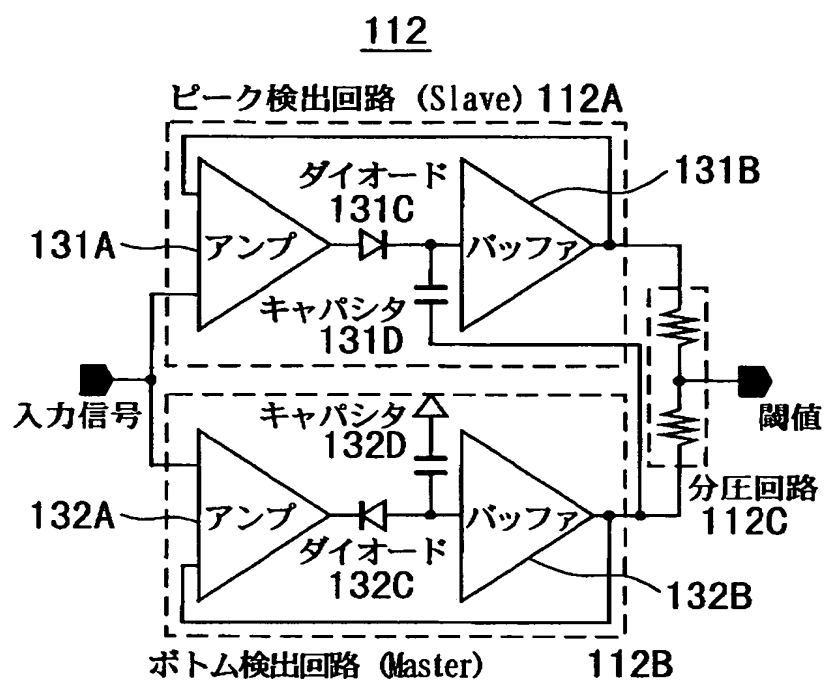 112
ピーク検出回路 (Slave) 112A
ダイオード
131C
131B
131A
アンプ
バッファ
キャパシタ
131D
入力信号
キャパシタ
132D
閾値
分圧回路
112C
132A
アンプ
バッファ
ダイオード
132C
132B
ボトム検出回路 (Master)
112B